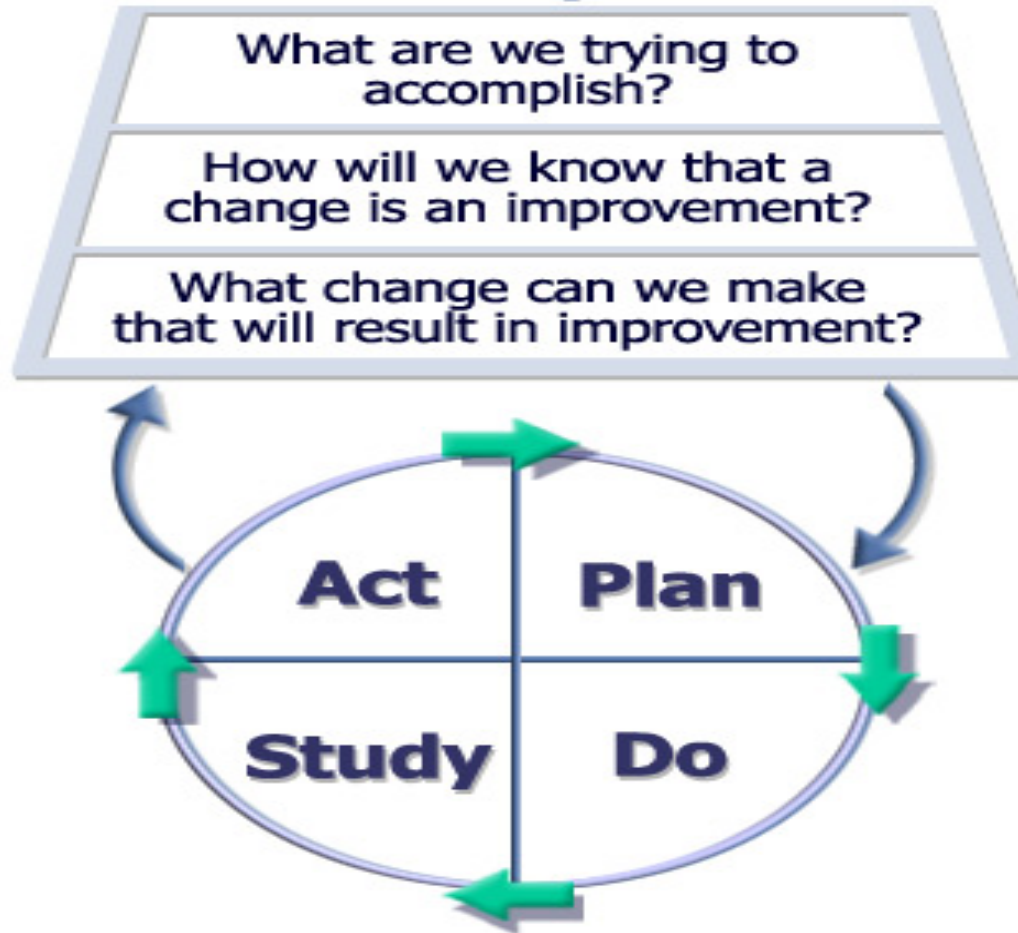 What are we trying to
accomplish?
How will we know that a
change is an improvement?
What change can we make
that will result in improvement?
Act
Plan
Study
Do